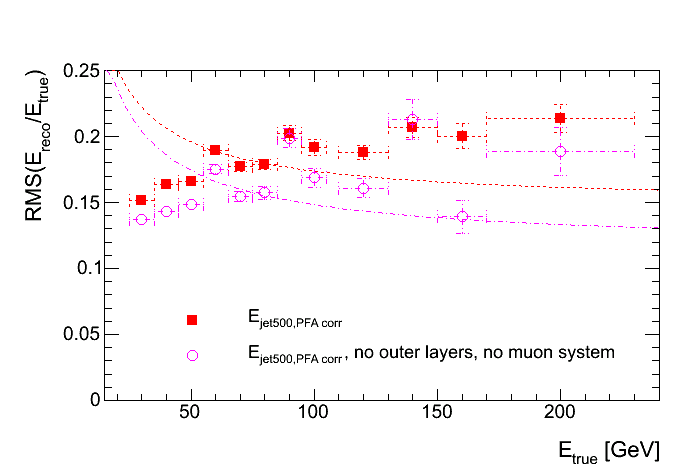 RMS(E_reco/E_true)
0.25
0.2
0.15
0.1
0.05
0
50 100 150 200
E_jet500,PFA corr
E_jet500,PFA corr, no outer layers, no muon system
E_true [GeV]